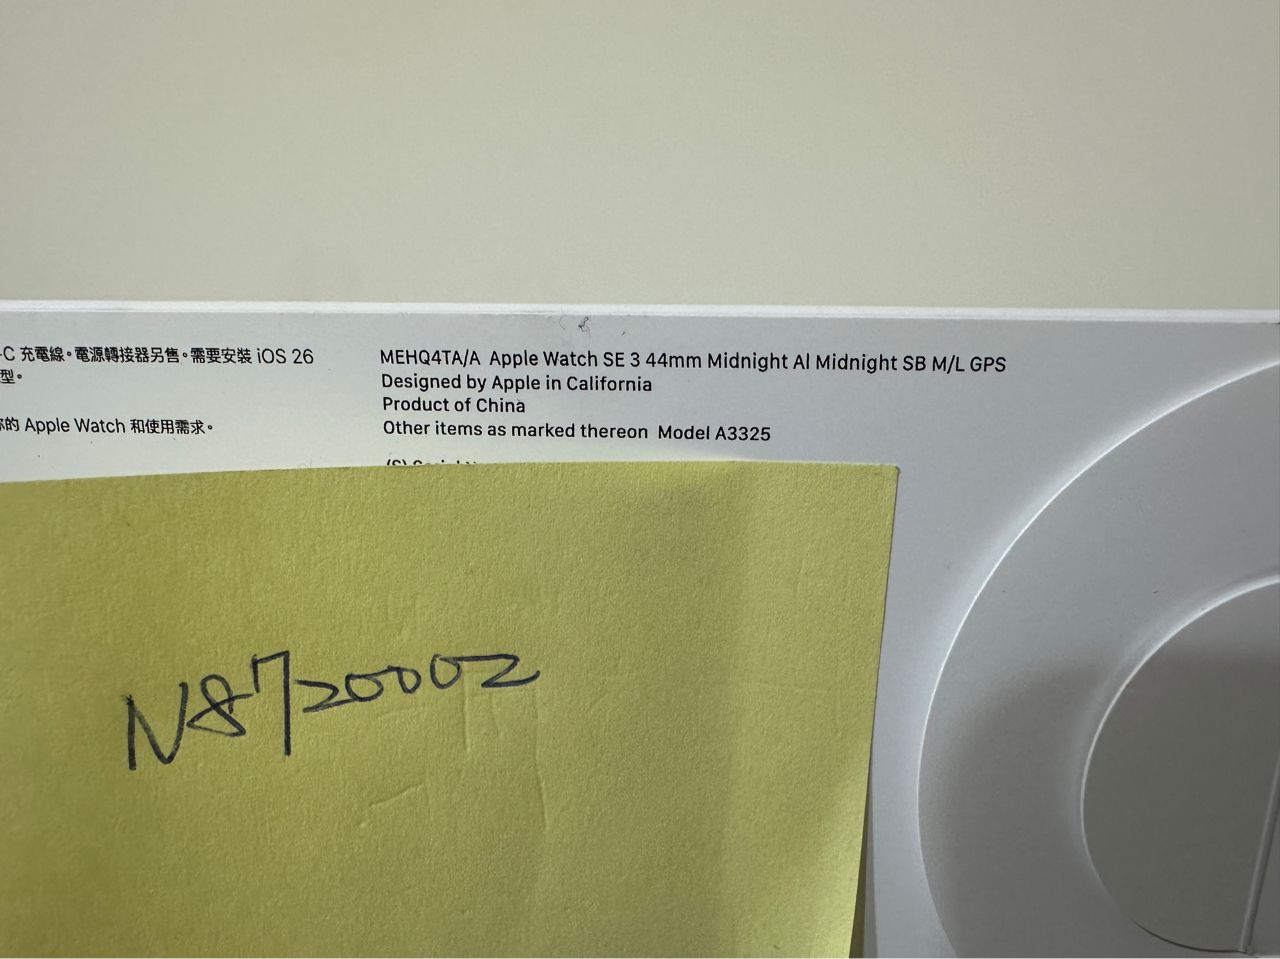 -C 充電線。電源轉接器另售。需要安裝 iOS 26
型。
的 Apple Watch 和使用需求。
MEHQ4TA/A Apple Watch SE 3 44mm Midnight Al Midnight SB M/L GPS
Designed by Apple in California
Product of China
Other items as marked thereon Model A3325
N8720002